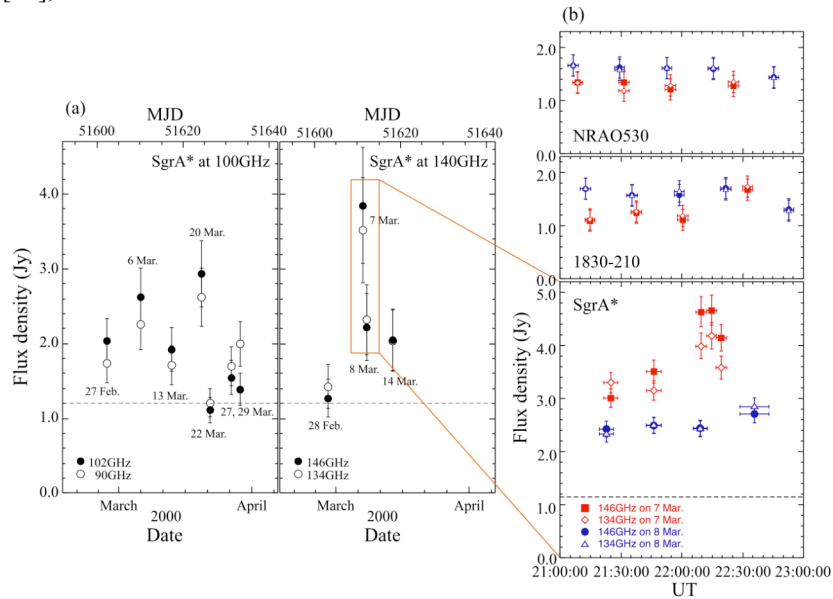 (a)
MJD
MJD
51600
51620
51640
51600
51620
51640
SgrA* at 100GHz
SgrA* at 140GHz
Flux density (Jy)
4.0
3.0
2.0
1.0
0.0
27 Feb.
6 Mar.
13 Mar.
20 Mar.
22 Mar.
27, 29 Mar.
102GHz
90GHz
28 Feb.
7 Mar.
8 Mar.
14 Mar.
146GHz
134GHz
March
April
March
April
2000
2000
Date
Date
(b)
2.0
1.0
0.0
NRAO530
2.0
1.0
0.0
1830-210
SgrA*
Flux density (Jy)
5.0
4.0
3.0
2.0
1.0
0.0
146GHz on 7 Mar.
134GHz on 7 Mar.
146GHz on 8 Mar.
134GHz on 8 Mar.
21:00:00
21:30:00
22:00:00
22:30:00
23:00:00
UT